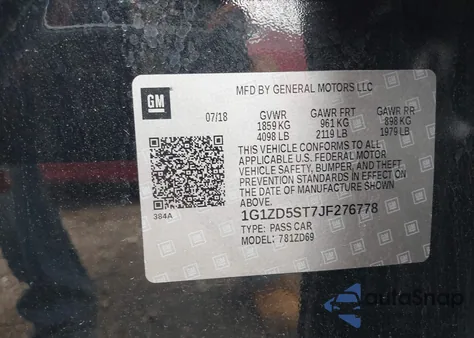 MFD BY GENERAL MOTORS LLC
GM
07/18 GVWR GAWR FRT GAWR RR
1859 KG 961 KG 898 KG
4098 LB 2119 LB 1979 LB
THIS VEHICLE CONFORMS TO ALL
APPLICABLE U.S. FEDERAL MOTOR
VEHICLE SAFETY, BUMPER, AND THEFT
PREVENTION STANDARDS IN EFFECT ON
THE DATE OF MANUFACTURE SHOWN
ABOVE.
384A
1G1ZD5ST7JF276778
TYPE: PASS CAR
MODEL: 781ZD69
autoSnap